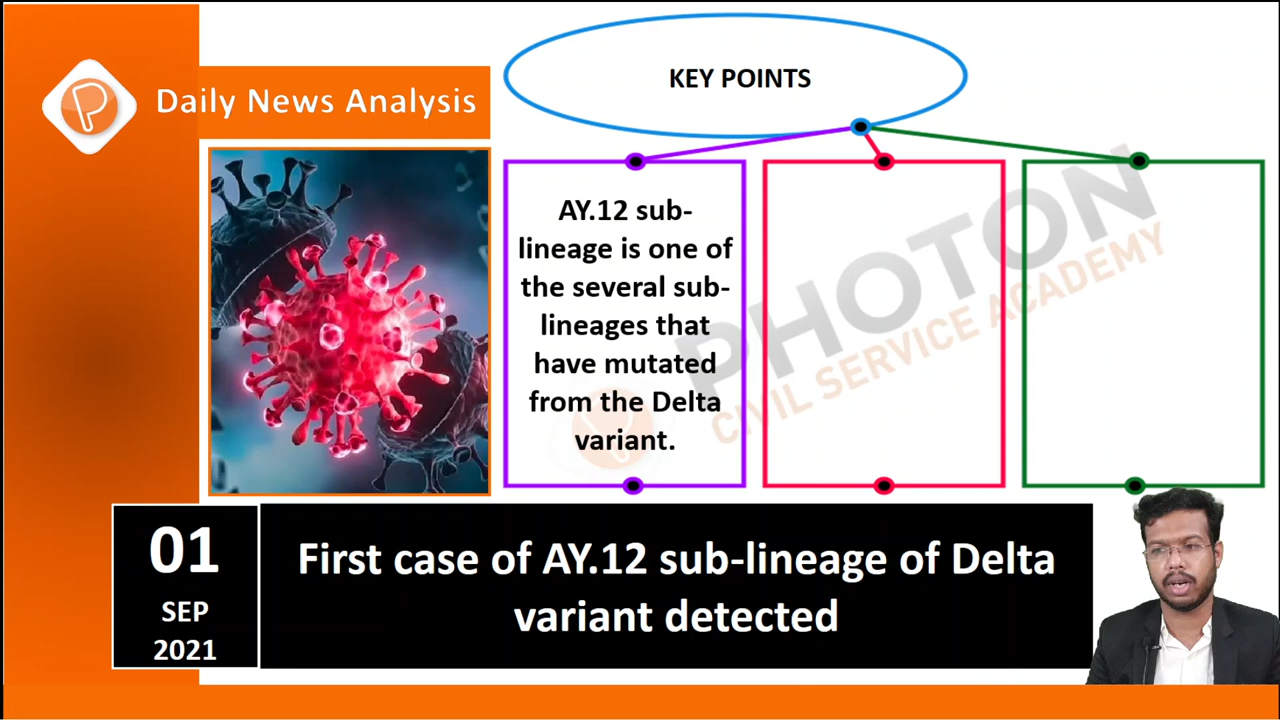 Daily News Analysis
KEY POINTS
AY.12 sub-
lineage is one of
the several sub-
lineages that
have mutated
from the Delta
variant.
PHOTON
CIVIL SERVICE ACADEMY
01
SEP
2021
First case of AY.12 sub-lineage of Delta
variant detected